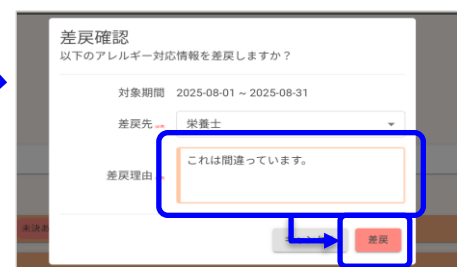 差戻確認
以下のアレルギー対応情報を差戻しますか？
対象期間 2025-08-01 ~ 2025-08-31
差戻先
栄養士
差戻理由
これは間違っています。
差戻